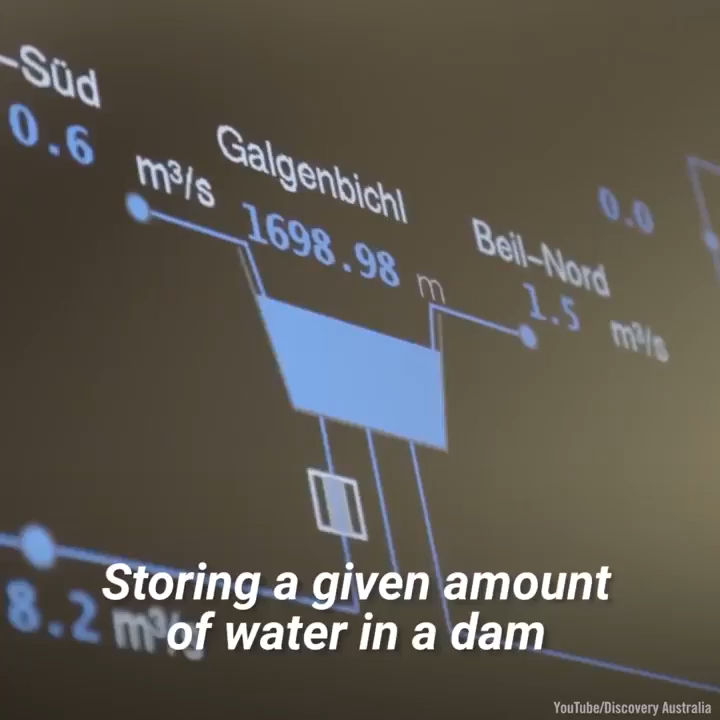 -Süd
0.6 m³/s
Galgenbichl
1698.98 m
0.0
Beil-Nord
1.5 m³/s
8.2 m³/s
Storing a given amount
of water in a dam
YouTube/Discovery Australia